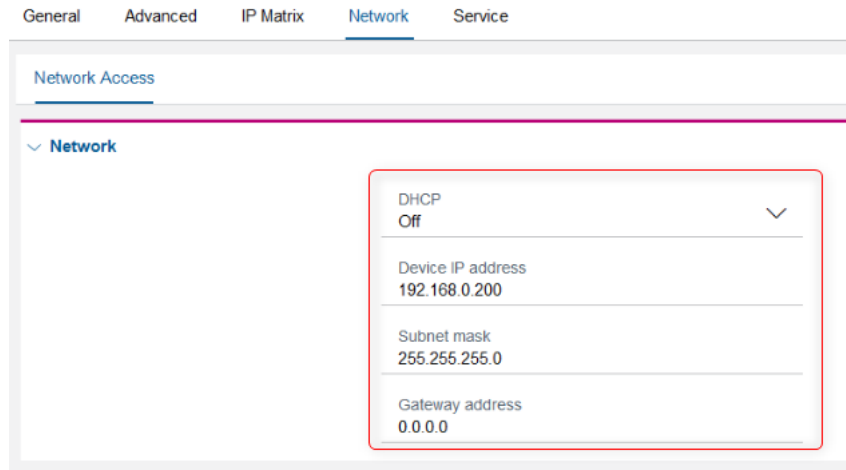 General Advanced IP Matrix Network Service
Network Access
Network
DHCP
Off
Device IP address
192.168.0.200
Subnet mask
255.255.255.0
Gateway address
0.0.0.0